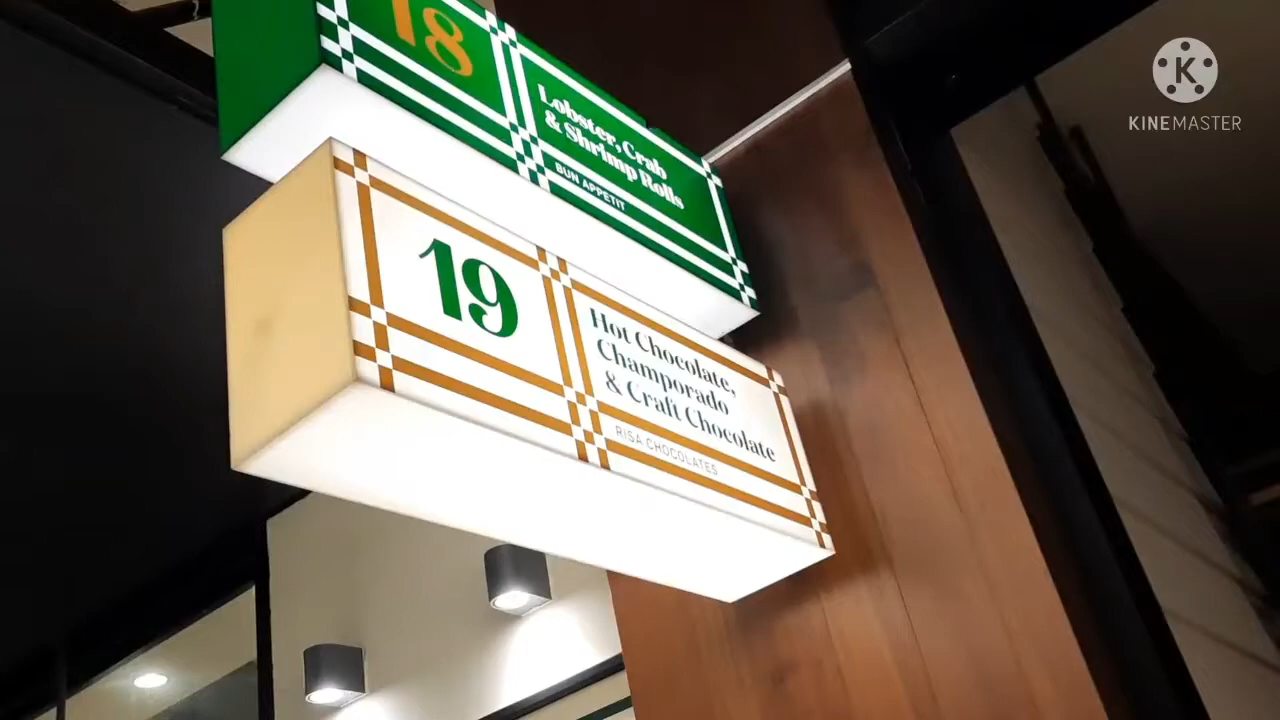 18
Lobster, Crab
& Shrimp Rolls
BUN APPETIT
19
Hot Chocolate,
Champorado
& Craft Chocolate
RISA CHOCOLATES
K
KINEMASTER